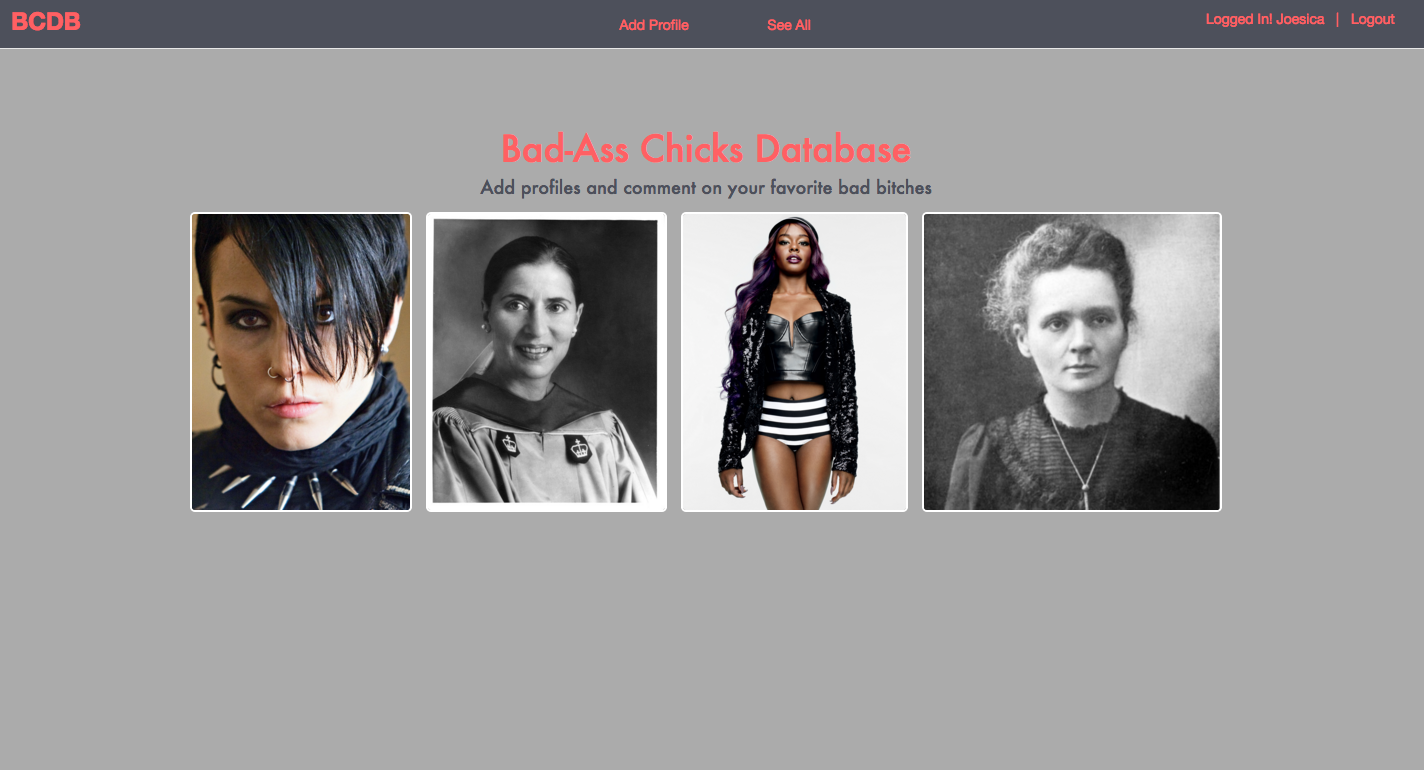 BCDB
Add Profile See All
Logged In! Joesica | Logout
Bad-Ass Chicks Database
Add profiles and comment on your favorite bad bitches